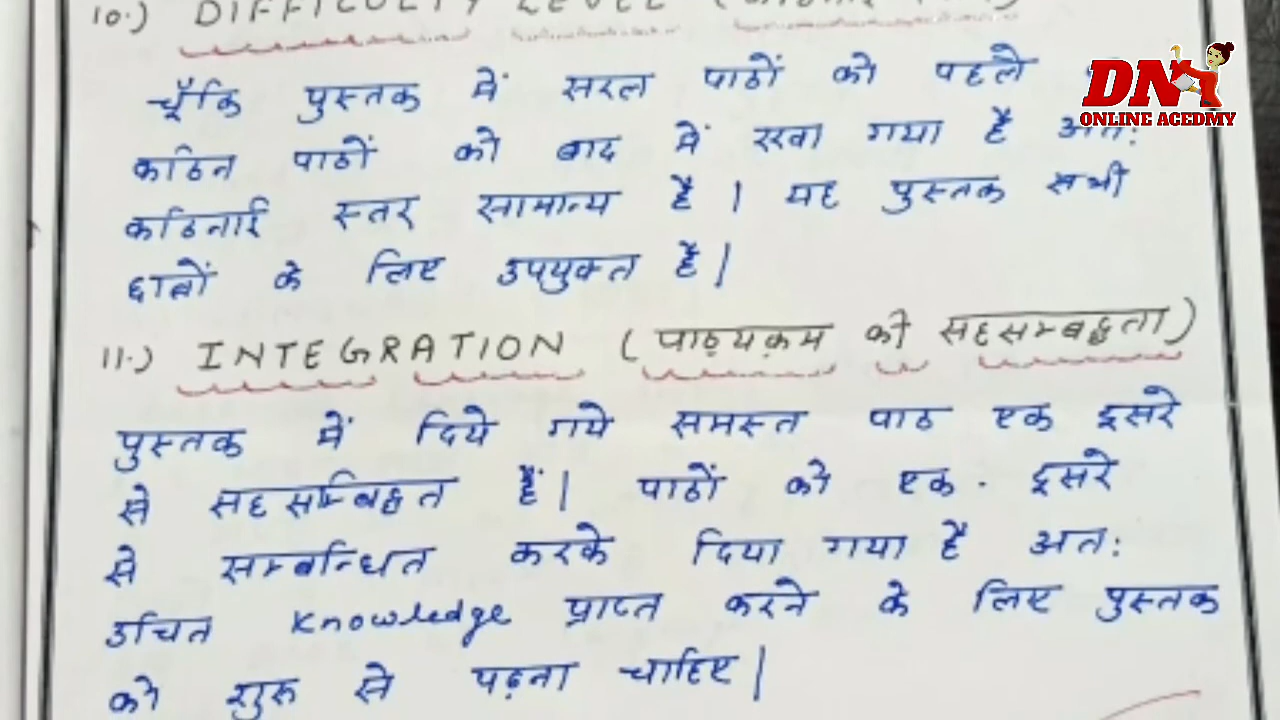 10.) DIFFICULTY LEVEL (
चूँकि पुस्तक में सरल पाठों को पहले
कठिन पाठों को बाद में रखा गया है अतः
कठिनाई स्तर सामान्य है । यह पुस्तक सभी
छात्रों के लिए उपयुक्त है।
11.) INTEGRATION (पाठ्यक्रम की सहसम्बद्धता)
पुस्तक में दिये गये समस्त पाठ एक दूसरे
से सहसम्बिद्धत हैं। पाठों को एक - दूसरे
से सम्बन्धित करके दिया गया है अतः
उचित Knowledge प्राप्त करने के लिए पुस्तक
को शुरू से पढ़ना चाहिए।
DN
ONLINE ACEDMY